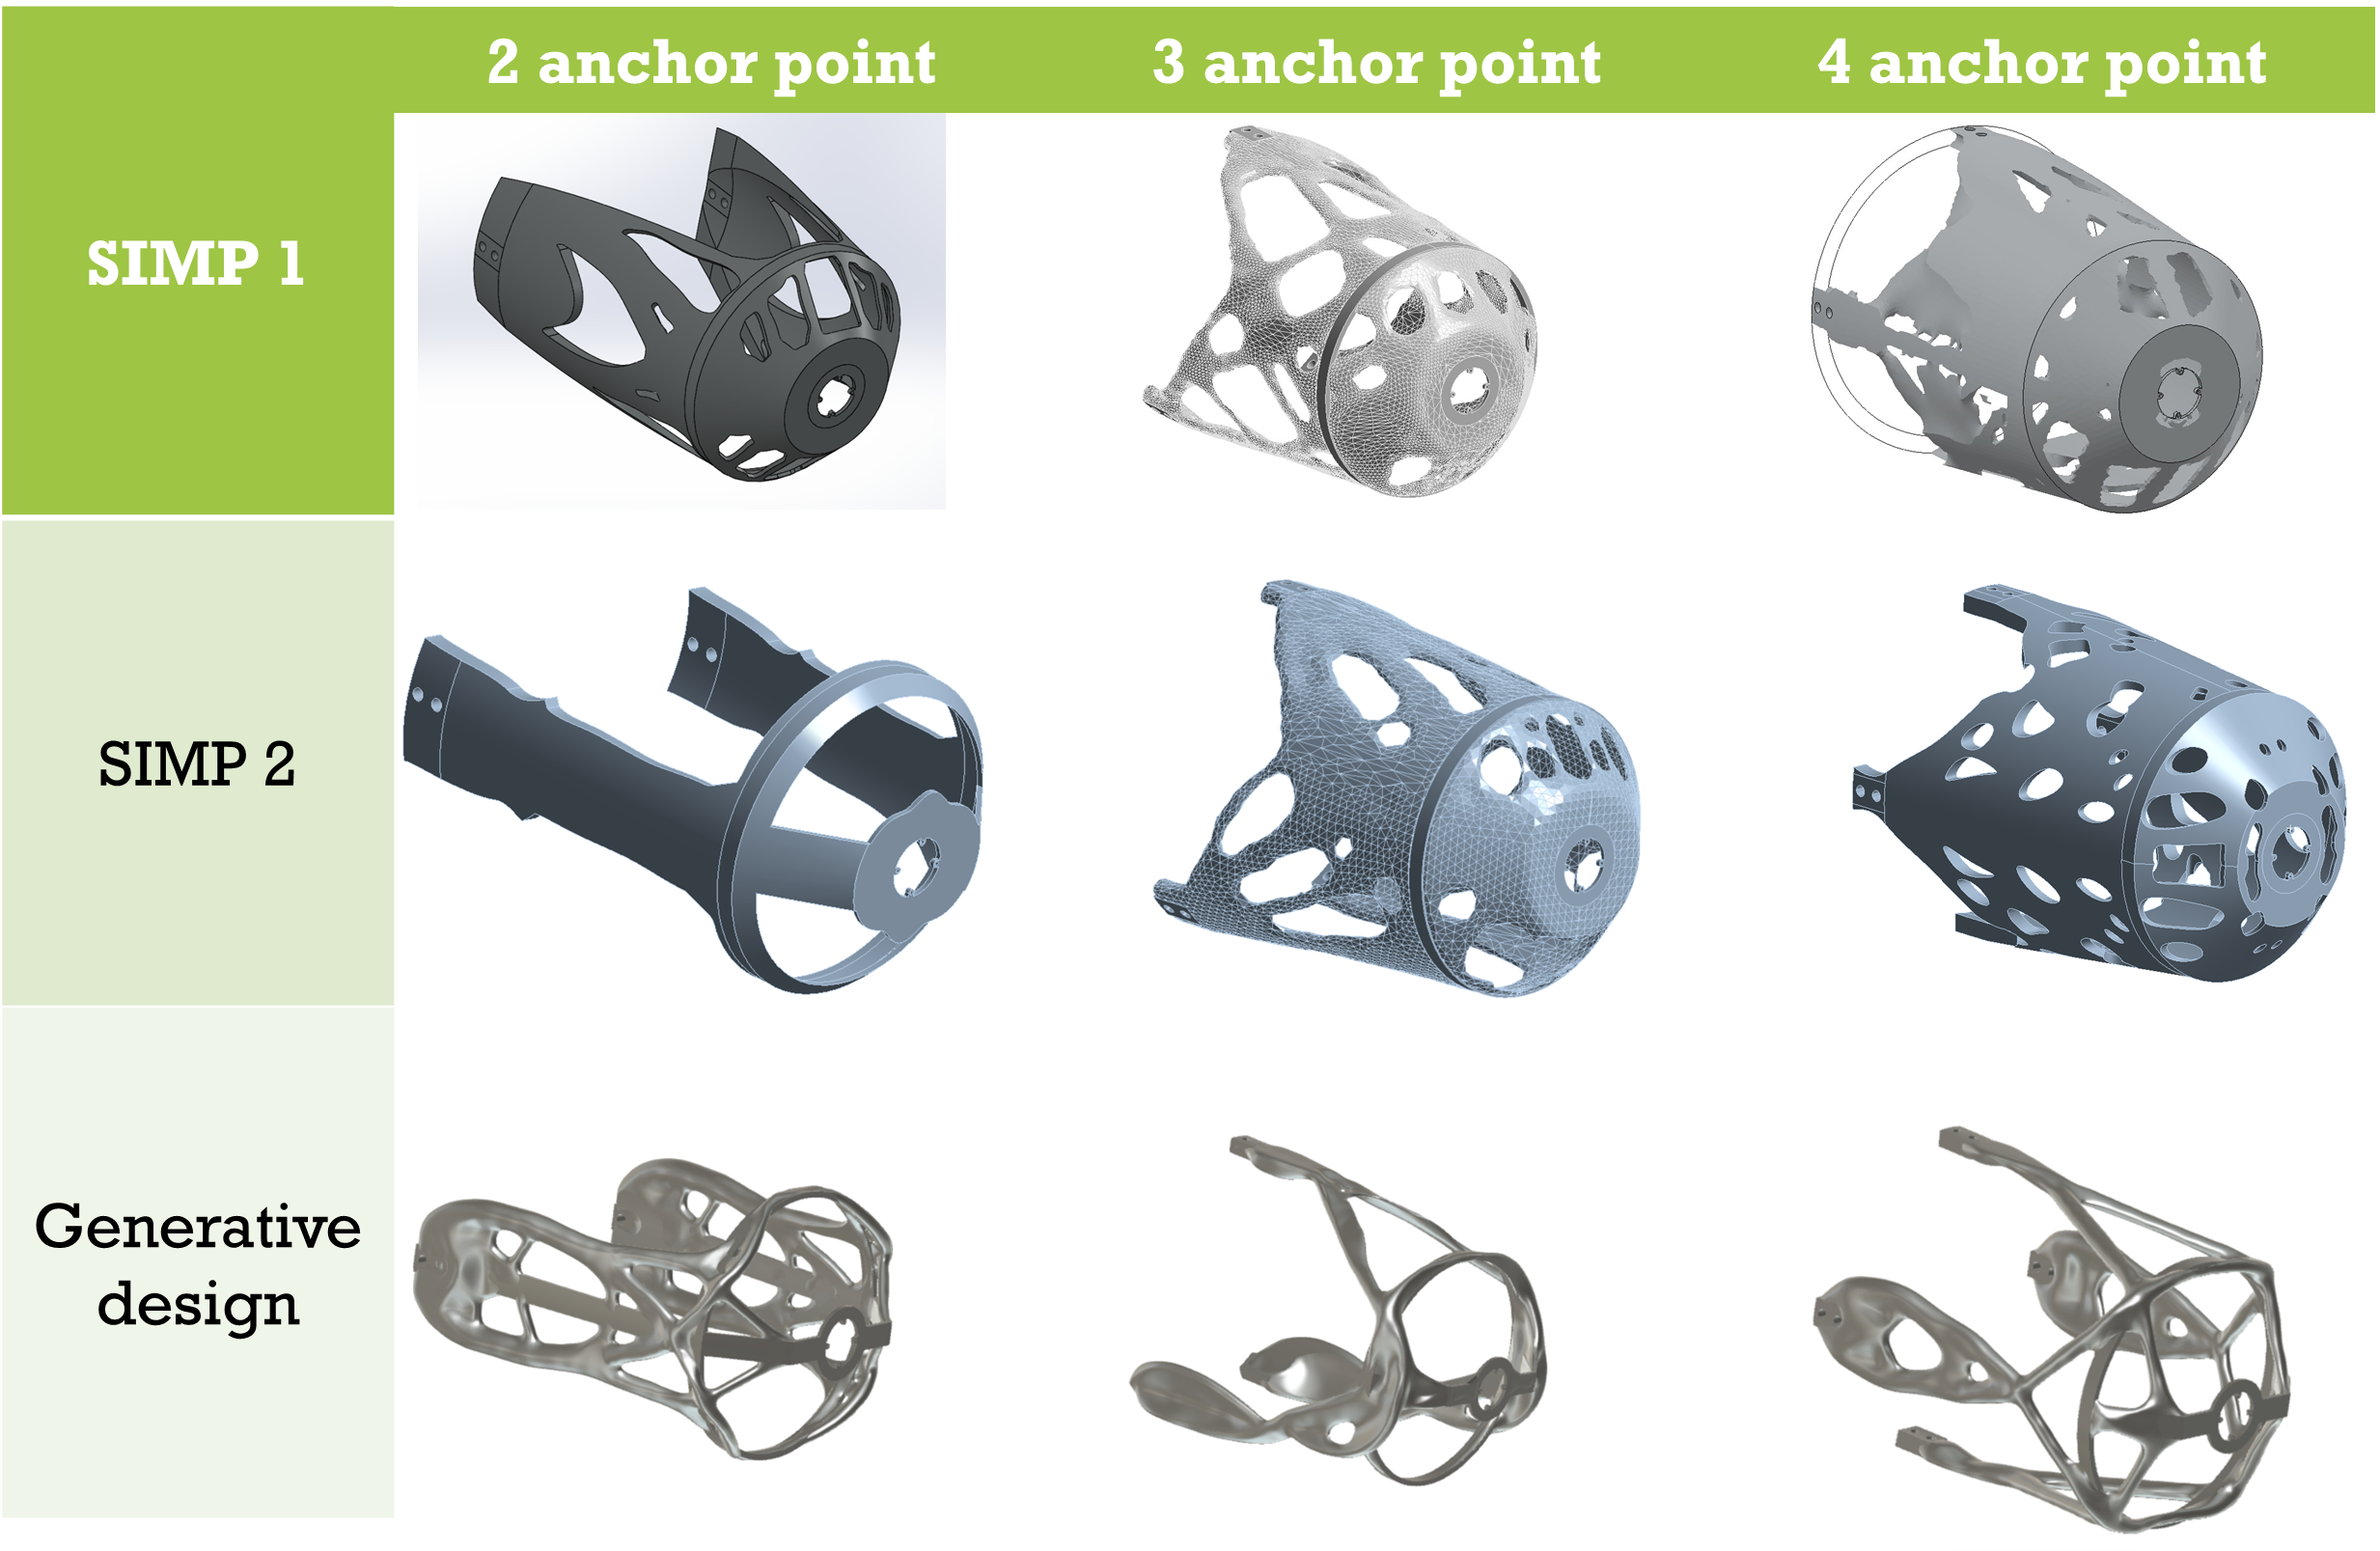 2 anchor point
3 anchor point
4 anchor point
SIMP 1
SIMP 2
Generative
design